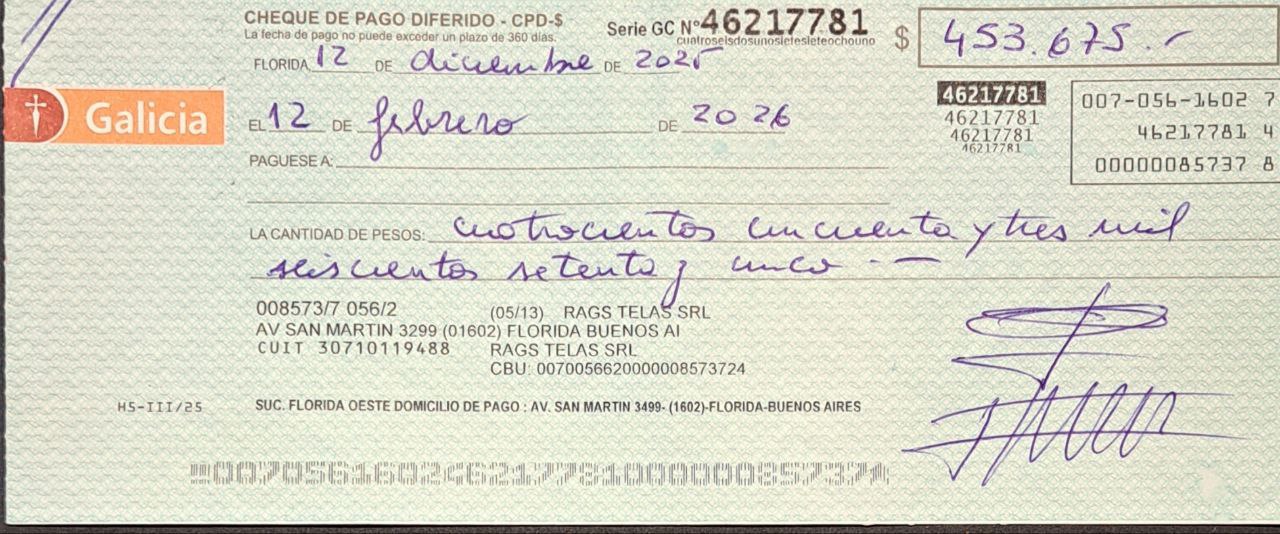 CHEQUE DE PAGO DIFERIDO - CPD-$
La fecha de pago no puede exceder un plazo de 360 días.
Serie GC Nº46217781
cuatroseisdosunosietesieteochouno
$ 453.675.-
FLORIDA 12 DE diciembre DE 2025
Galicia
EL 12 DE febrero DE 2026
46217781
46217781
46217781
46217781
007-056-1602 7
46217781 4
00000085737 8
PAGUESE A:
LA CANTIDAD DE PESOS: cuatrocientos cincuenta y tres mil
seiscientos setenta y cinco .—
008573/7 056/2 (05/13) RAGS TELAS SRL
AV SAN MARTIN 3299 (01602) FLORIDA BUENOS AI
CUIT 30710119488 RAGS TELAS SRL
CBU: 0070056620000008573724
HS-III/25
SUC. FLORIDA OESTE DOMICILIO DE PAGO : AV. SAN MARTIN 3499- (1602)-FLORIDA-BUENOS AIRES
00705616024621778100000085737